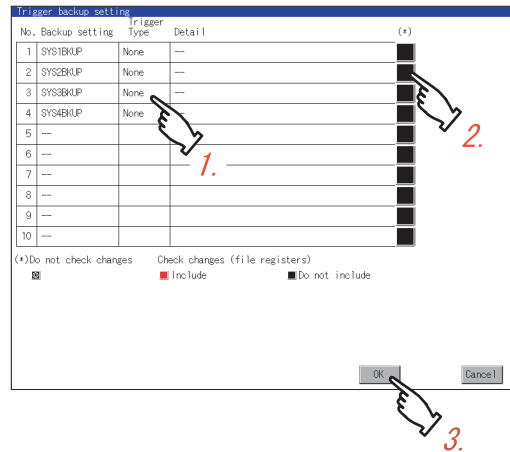 Trigger backup setting
Trigger
No. Backup setting Type Detail (*)
1 SYS1BKUP None --
2 SYS2BKUP None --
3 SYS3BKUP None --
4 SYS4BKUP None --
5 --
6 --
7 --
8 --
9 --
10 --
1.
2.
(*)Do not check changes Check changes (file registers)
Include Do not include
OK Cancel
3.